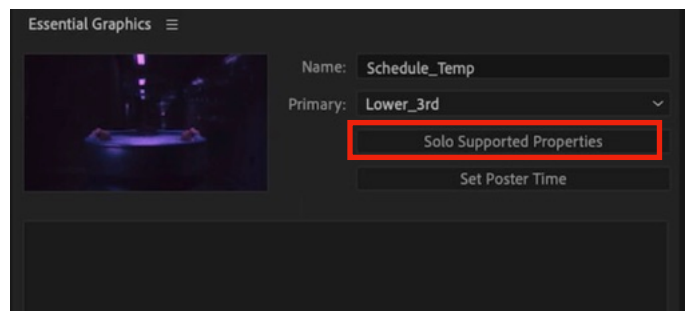 Essential Graphics
Name: Schedule_Temp
Primary: Lower_3rd
Solo Supported Properties
Set Poster Time